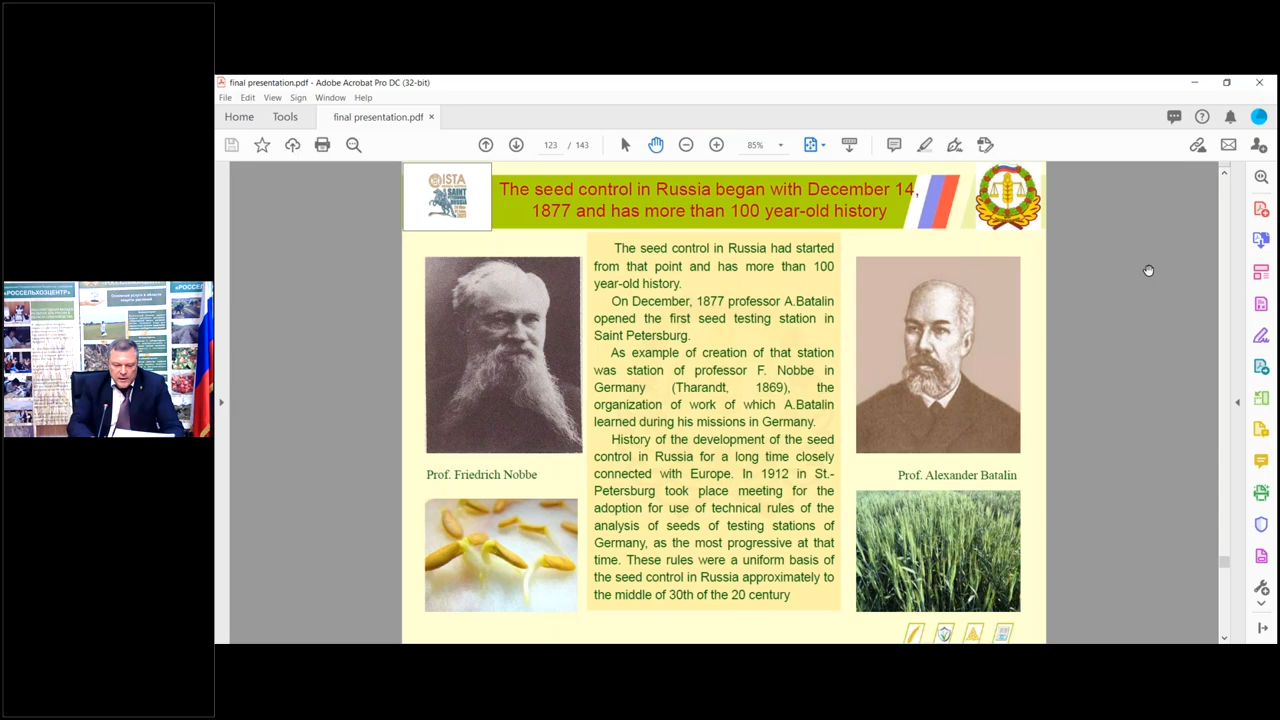 final presentation.pdf - Adobe Acrobat Pro DC (32-bit)
File Edit View Sign Window Help
Home Tools final presentation.pdf ×
123 / 143 85%
ISTA
SAINT
The seed control in Russia began with December 14,
1877 and has more than 100 year-old history
The seed control in Russia had started
from that point and has more than 100
year-old history.
On December, 1877 professor A.Batalin
opened the first seed testing station in
Saint Petersburg.
As example of creation of that station
was station of professor F. Nobbe in
Germany (Tharandt, 1869), the
organization of work of which A.Batalin
learned during his missions in Germany.
History of the development of the seed
control in Russia for a long time closely
connected with Europe. In 1912 in St.-
Petersburg took place meeting for the
adoption for use of technical rules of the
analysis of seeds of testing stations of
Germany, as the most progressive at that
time. These rules were a uniform basis of
the seed control in Russia approximately to
the middle of 30th of the 20 century
Prof. Friedrich Nobbe
Prof. Alexander Batalin
«РОССЕЛЬХОЗЦЕНТР»